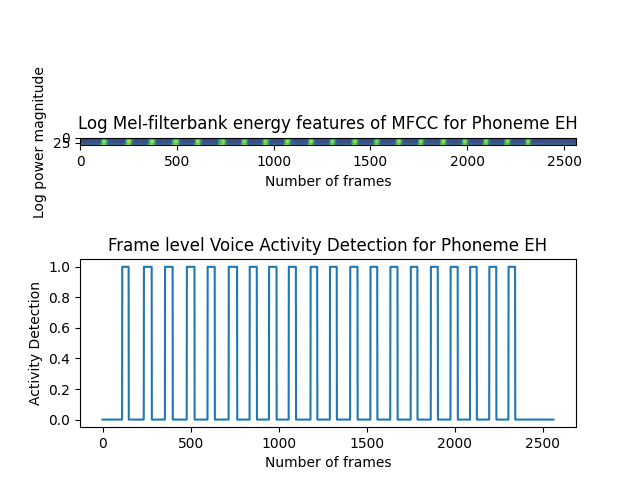 Log Mel-filterbank energy features of MFCC for Phoneme EH
Log power magnitude
0
25
0 500 1000 1500 2000 2500
Number of frames
Frame level Voice Activity Detection for Phoneme EH
Activity Detection
1.0
0.8
0.6
0.4
0.2
0.0
0 500 1000 1500 2000 2500
Number of frames